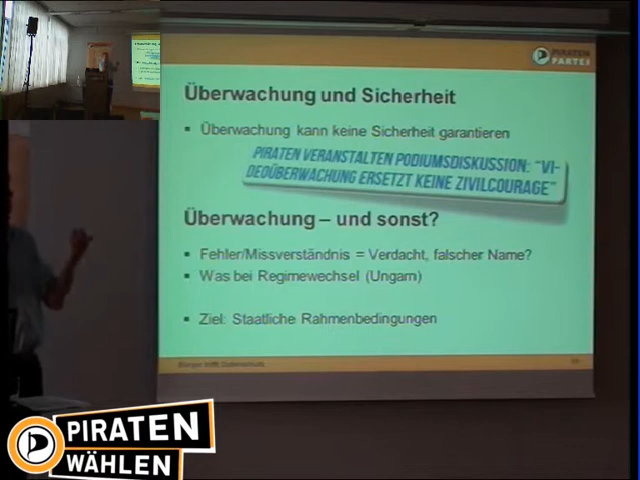 PIRATEN
PARTEI
Überwachung und Sicherheit
▪ Überwachung kann keine Sicherheit garantieren
PIRATEN VERANSTALTEN PODIUMSDISKUSSION: "VI-
DEOÜBERWACHUNG ERSETZT KEINE ZIVILCOURAGE"
Überwachung – und sonst?
▪ Fehler/Missverständnis = Verdacht, falscher Name?
▪ Was bei Regimewechsel (Ungarn)
▪ Ziel: Staatliche Rahmenbedingungen
PIRATEN
WÄHLEN